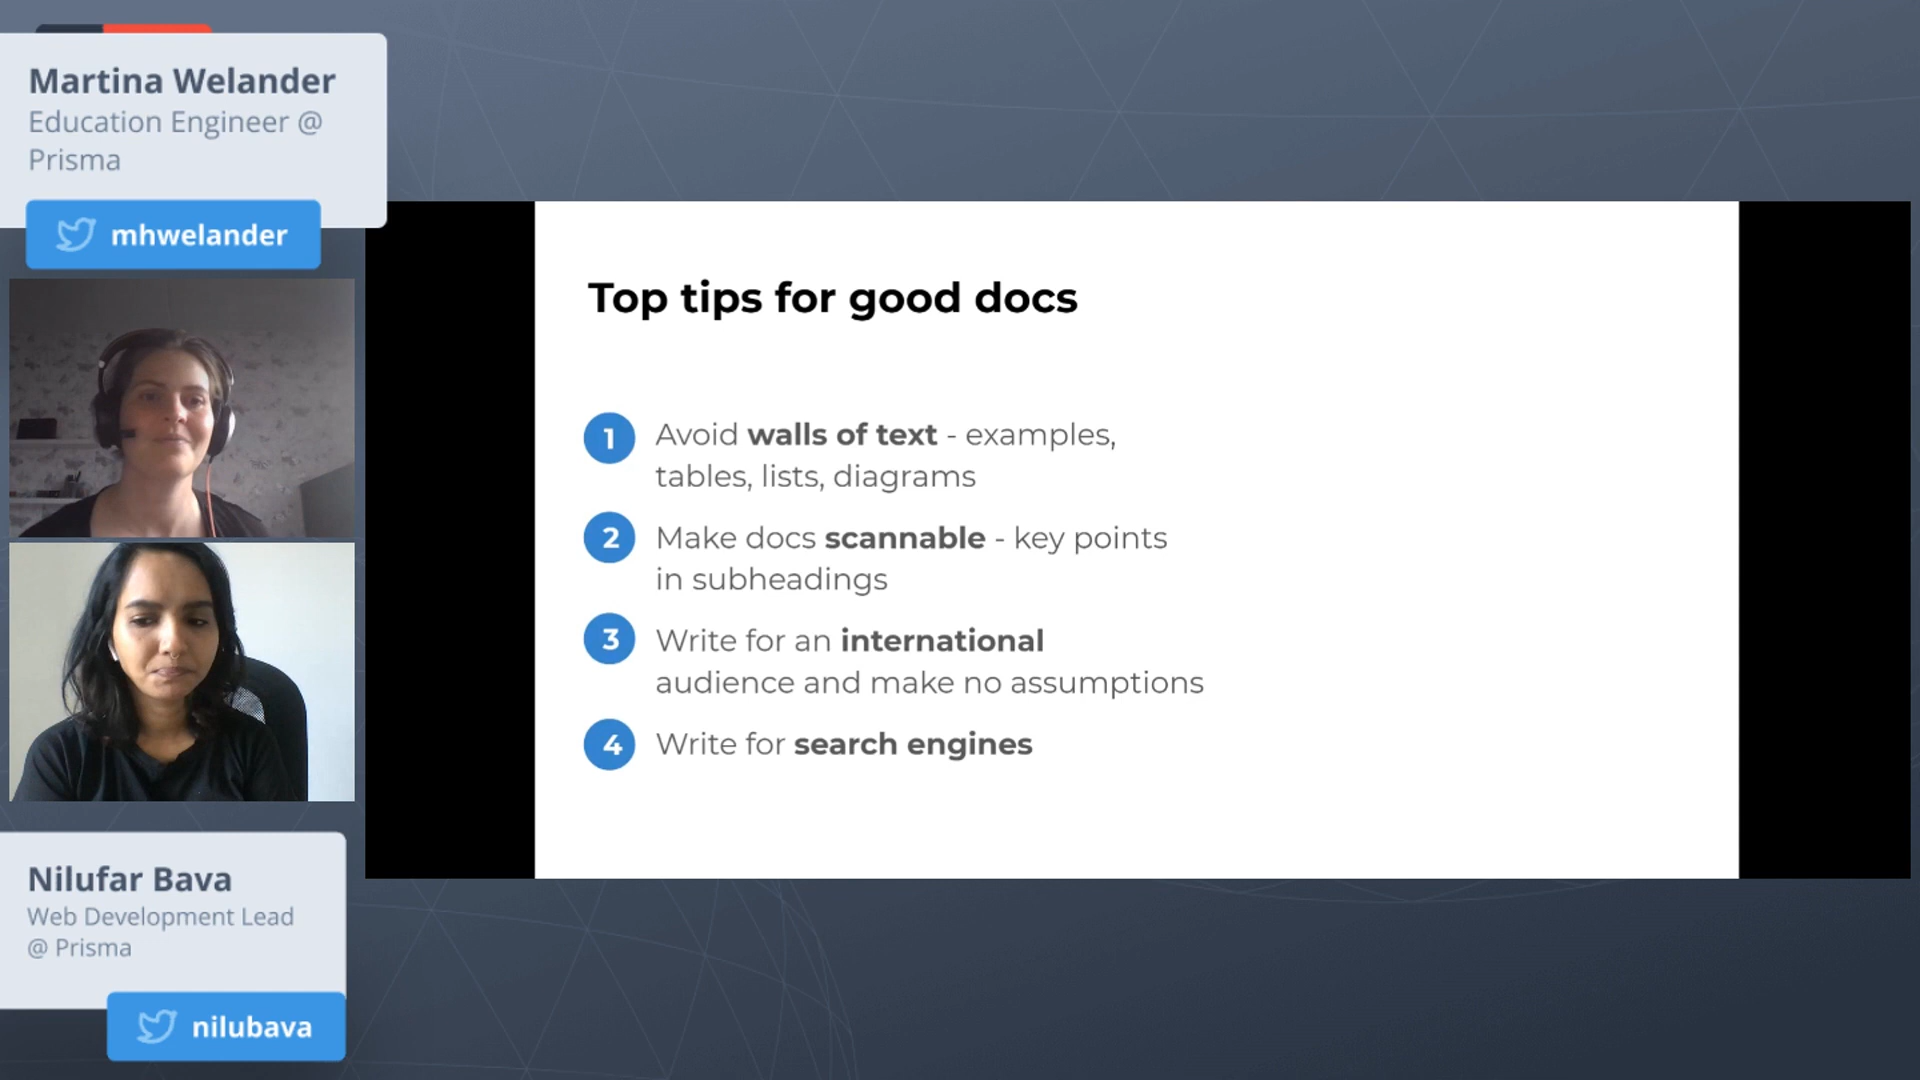 Martina Welander
Education Engineer @
Prisma
mhwelander
Top tips for good docs
1 Avoid walls of text - examples,
tables, lists, diagrams
2 Make docs scannable - key points
in subheadings
3 Write for an international
audience and make no assumptions
4 Write for search engines
Nilufar Bava
Web Development Lead
@ Prisma
nilubava